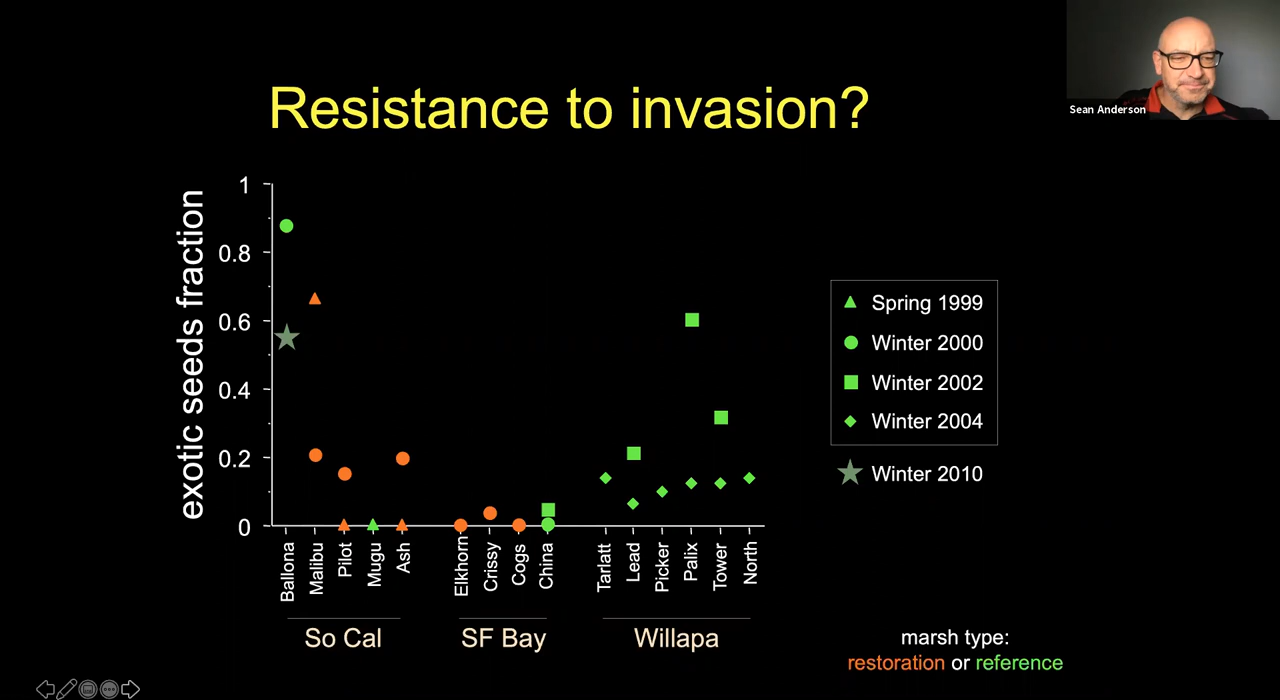 Sean Anderson
Resistance to invasion?
exotic seeds fraction
1
0.8
0.6
0.4
0.2
0
Ballona
Malibu
Pilot
Mugu
Ash
Elkhorn
Crissy
Cogs
China
Tarlatt
Lead
Picker
Palix
Tower
North
So Cal
SF Bay
Willapa
Spring 1999
Winter 2000
Winter 2002
Winter 2004
Winter 2010
marsh type:
restoration or reference